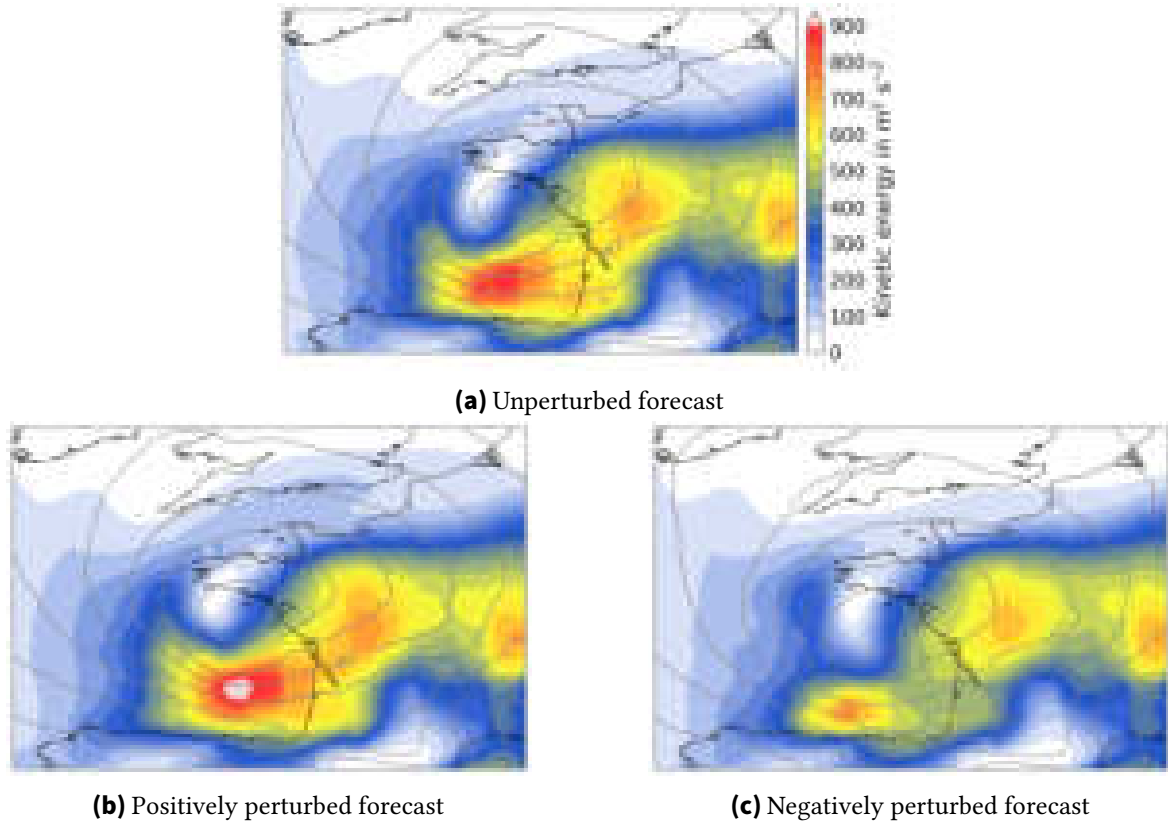 900
800
700
600
500
400
300
200
100
0
Kinetic energy in m² s⁻²
(a) Unperturbed forecast
(b) Positively perturbed forecast
(c) Negatively perturbed forecast